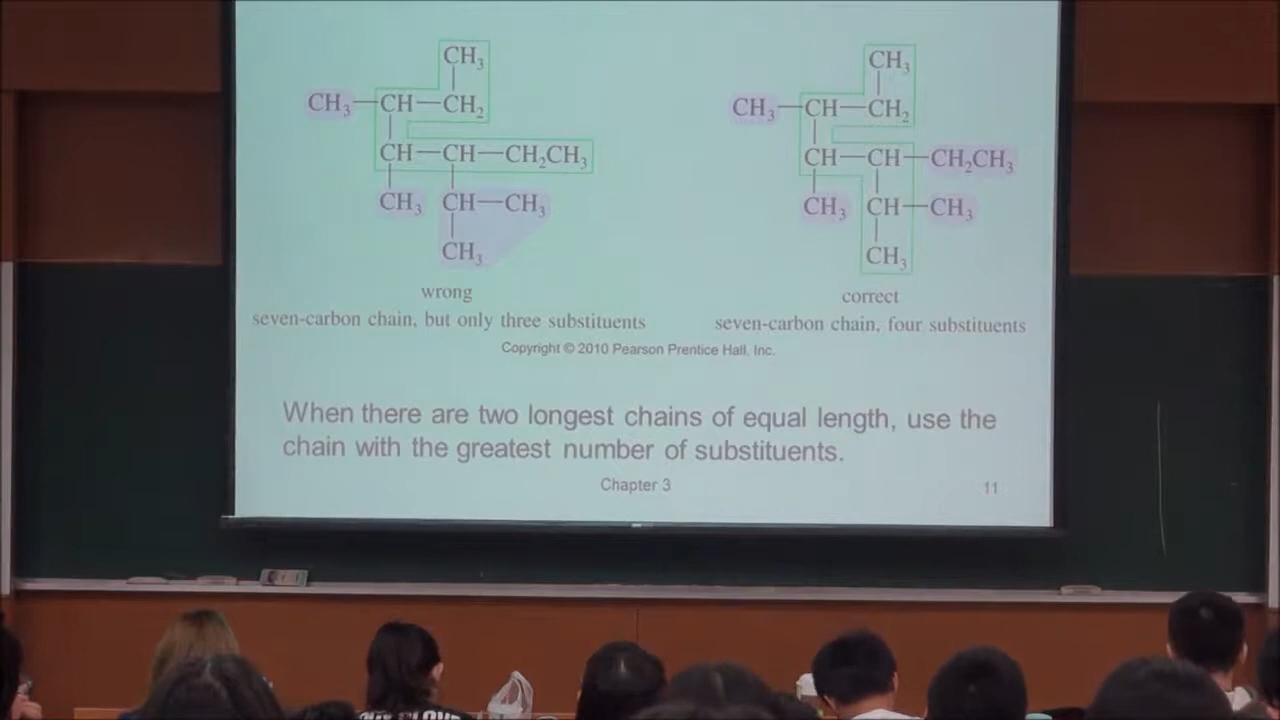 CH₃
CH₃—CH—CH₂
CH—CH—CH₂CH₃
CH₃ CH—CH₃
CH₃
wrong
seven-carbon chain, but only three substituents
CH₃
CH₃—CH—CH₂
CH—CH—CH₂CH₃
CH₃ CH—CH₃
CH₃
correct
seven-carbon chain, four substituents
Copyright © 2010 Pearson Prentice Hall, Inc.
When there are two longest chains of equal length, use the
chain with the greatest number of substituents.
Chapter 3
11